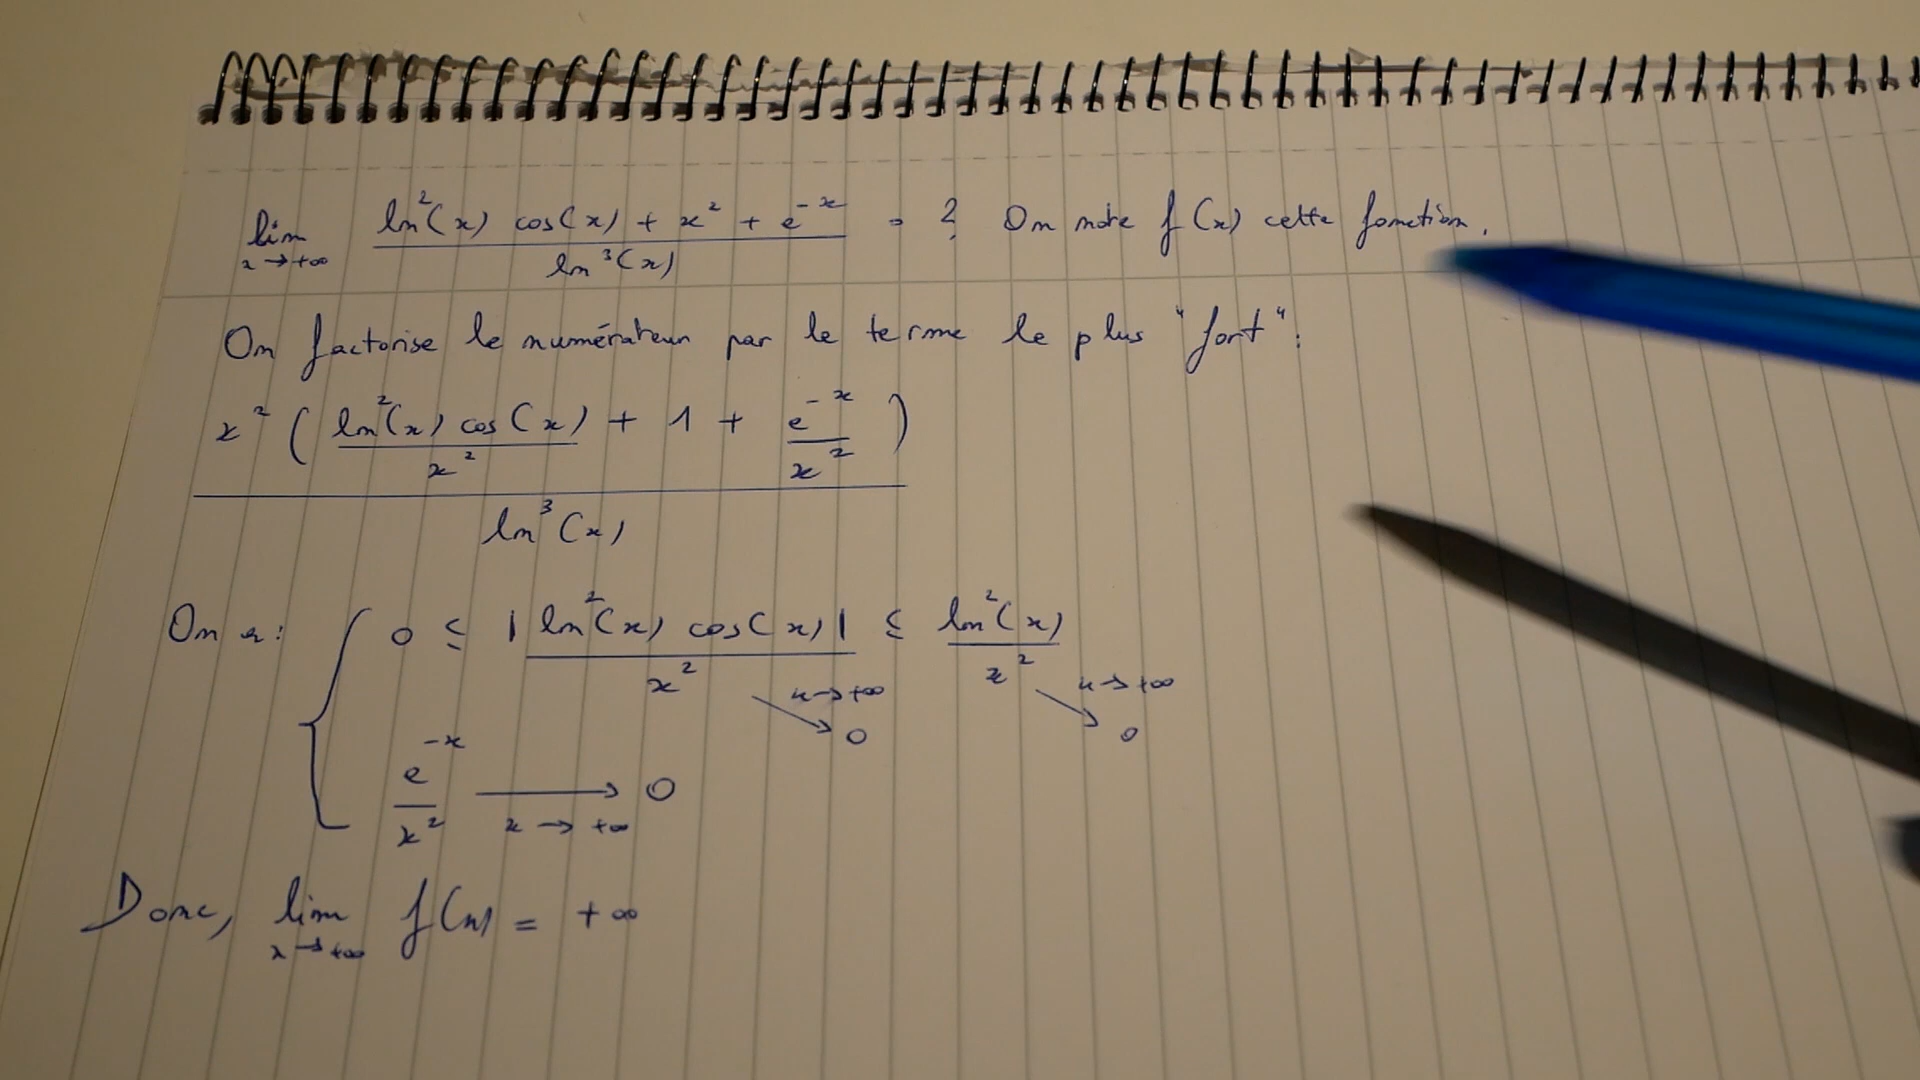 lim x→+∞ (ln²(x) cos(x) + x² + e^-x) / ln³(x) = ? On note f(x) cette fonction.
On factorise le numérateur par le terme le plus "fort" :
x² ( ln²(x) cos(x) / x² + 1 + e^-x / x² ) / ln³(x)
On a : { 0 ≤ |ln²(x) cos(x)| / x² ≤ ln²(x) / x²
x→+∞ 0 x→+∞ 0
e^-x / x² → 0 x → +∞
Donc, lim x→+∞ f(x) = +∞